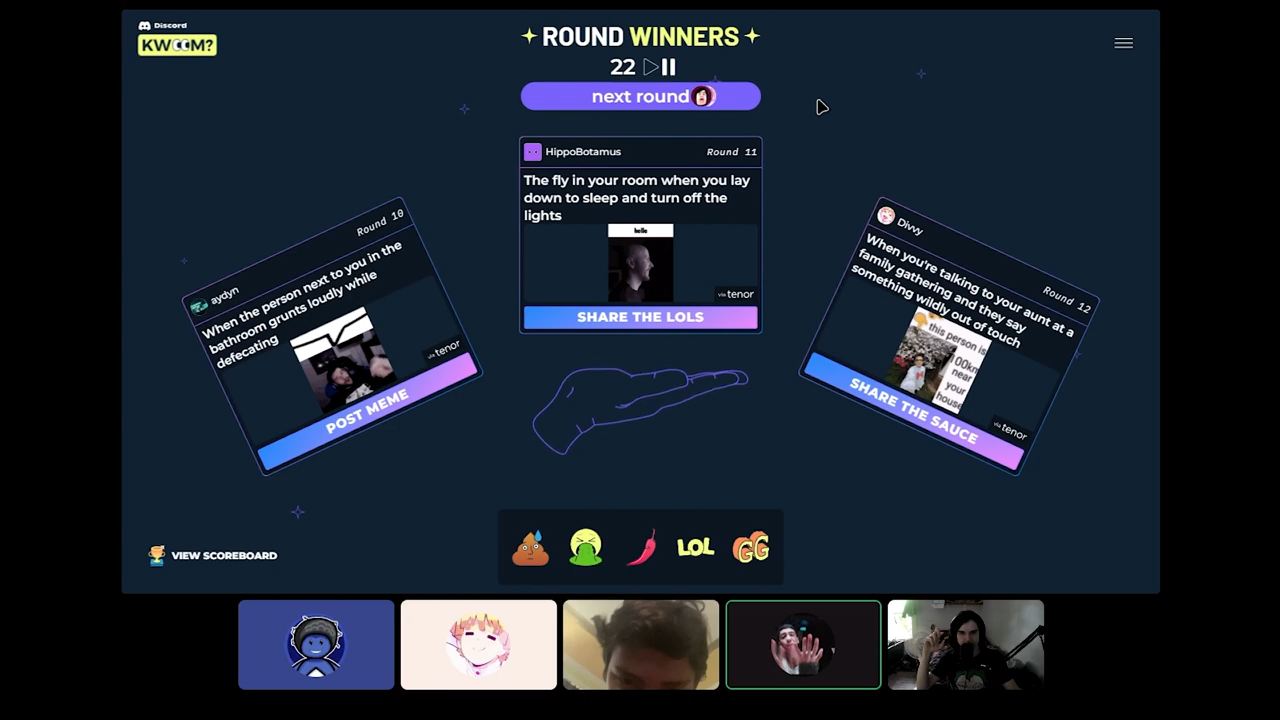 Discord
KWOOM?
ROUND WINNERS
22
next round
HippoBotamus
Round 11
The fly in your room when you lay
down to sleep and turn off the
lights
hello
via tenor
SHARE THE LOLS
aydyn
Round 10
When the person next to you in the
bathroom grunts loudly while
defecating
via tenor
POST MEME
Divvy
Round 12
When you're talking to your aunt at a
family gathering and they say
something wildly out of touch
this person is
100km
near
your
house
via tenor
SHARE THE SAUCE
LOL
GG
VIEW SCOREBOARD